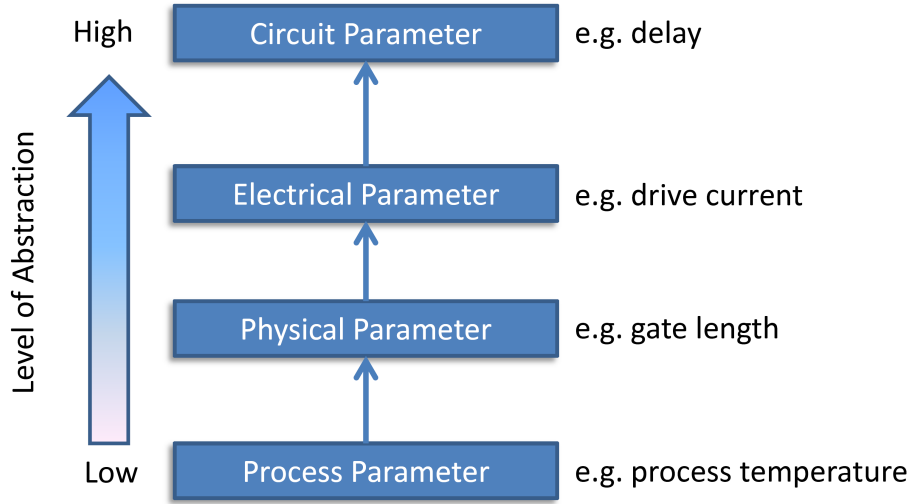 High
Circuit Parameter
e.g. delay
Level of Abstraction
Electrical Parameter
e.g. drive current
Physical Parameter
e.g. gate length
Low
Process Parameter
e.g. process temperature